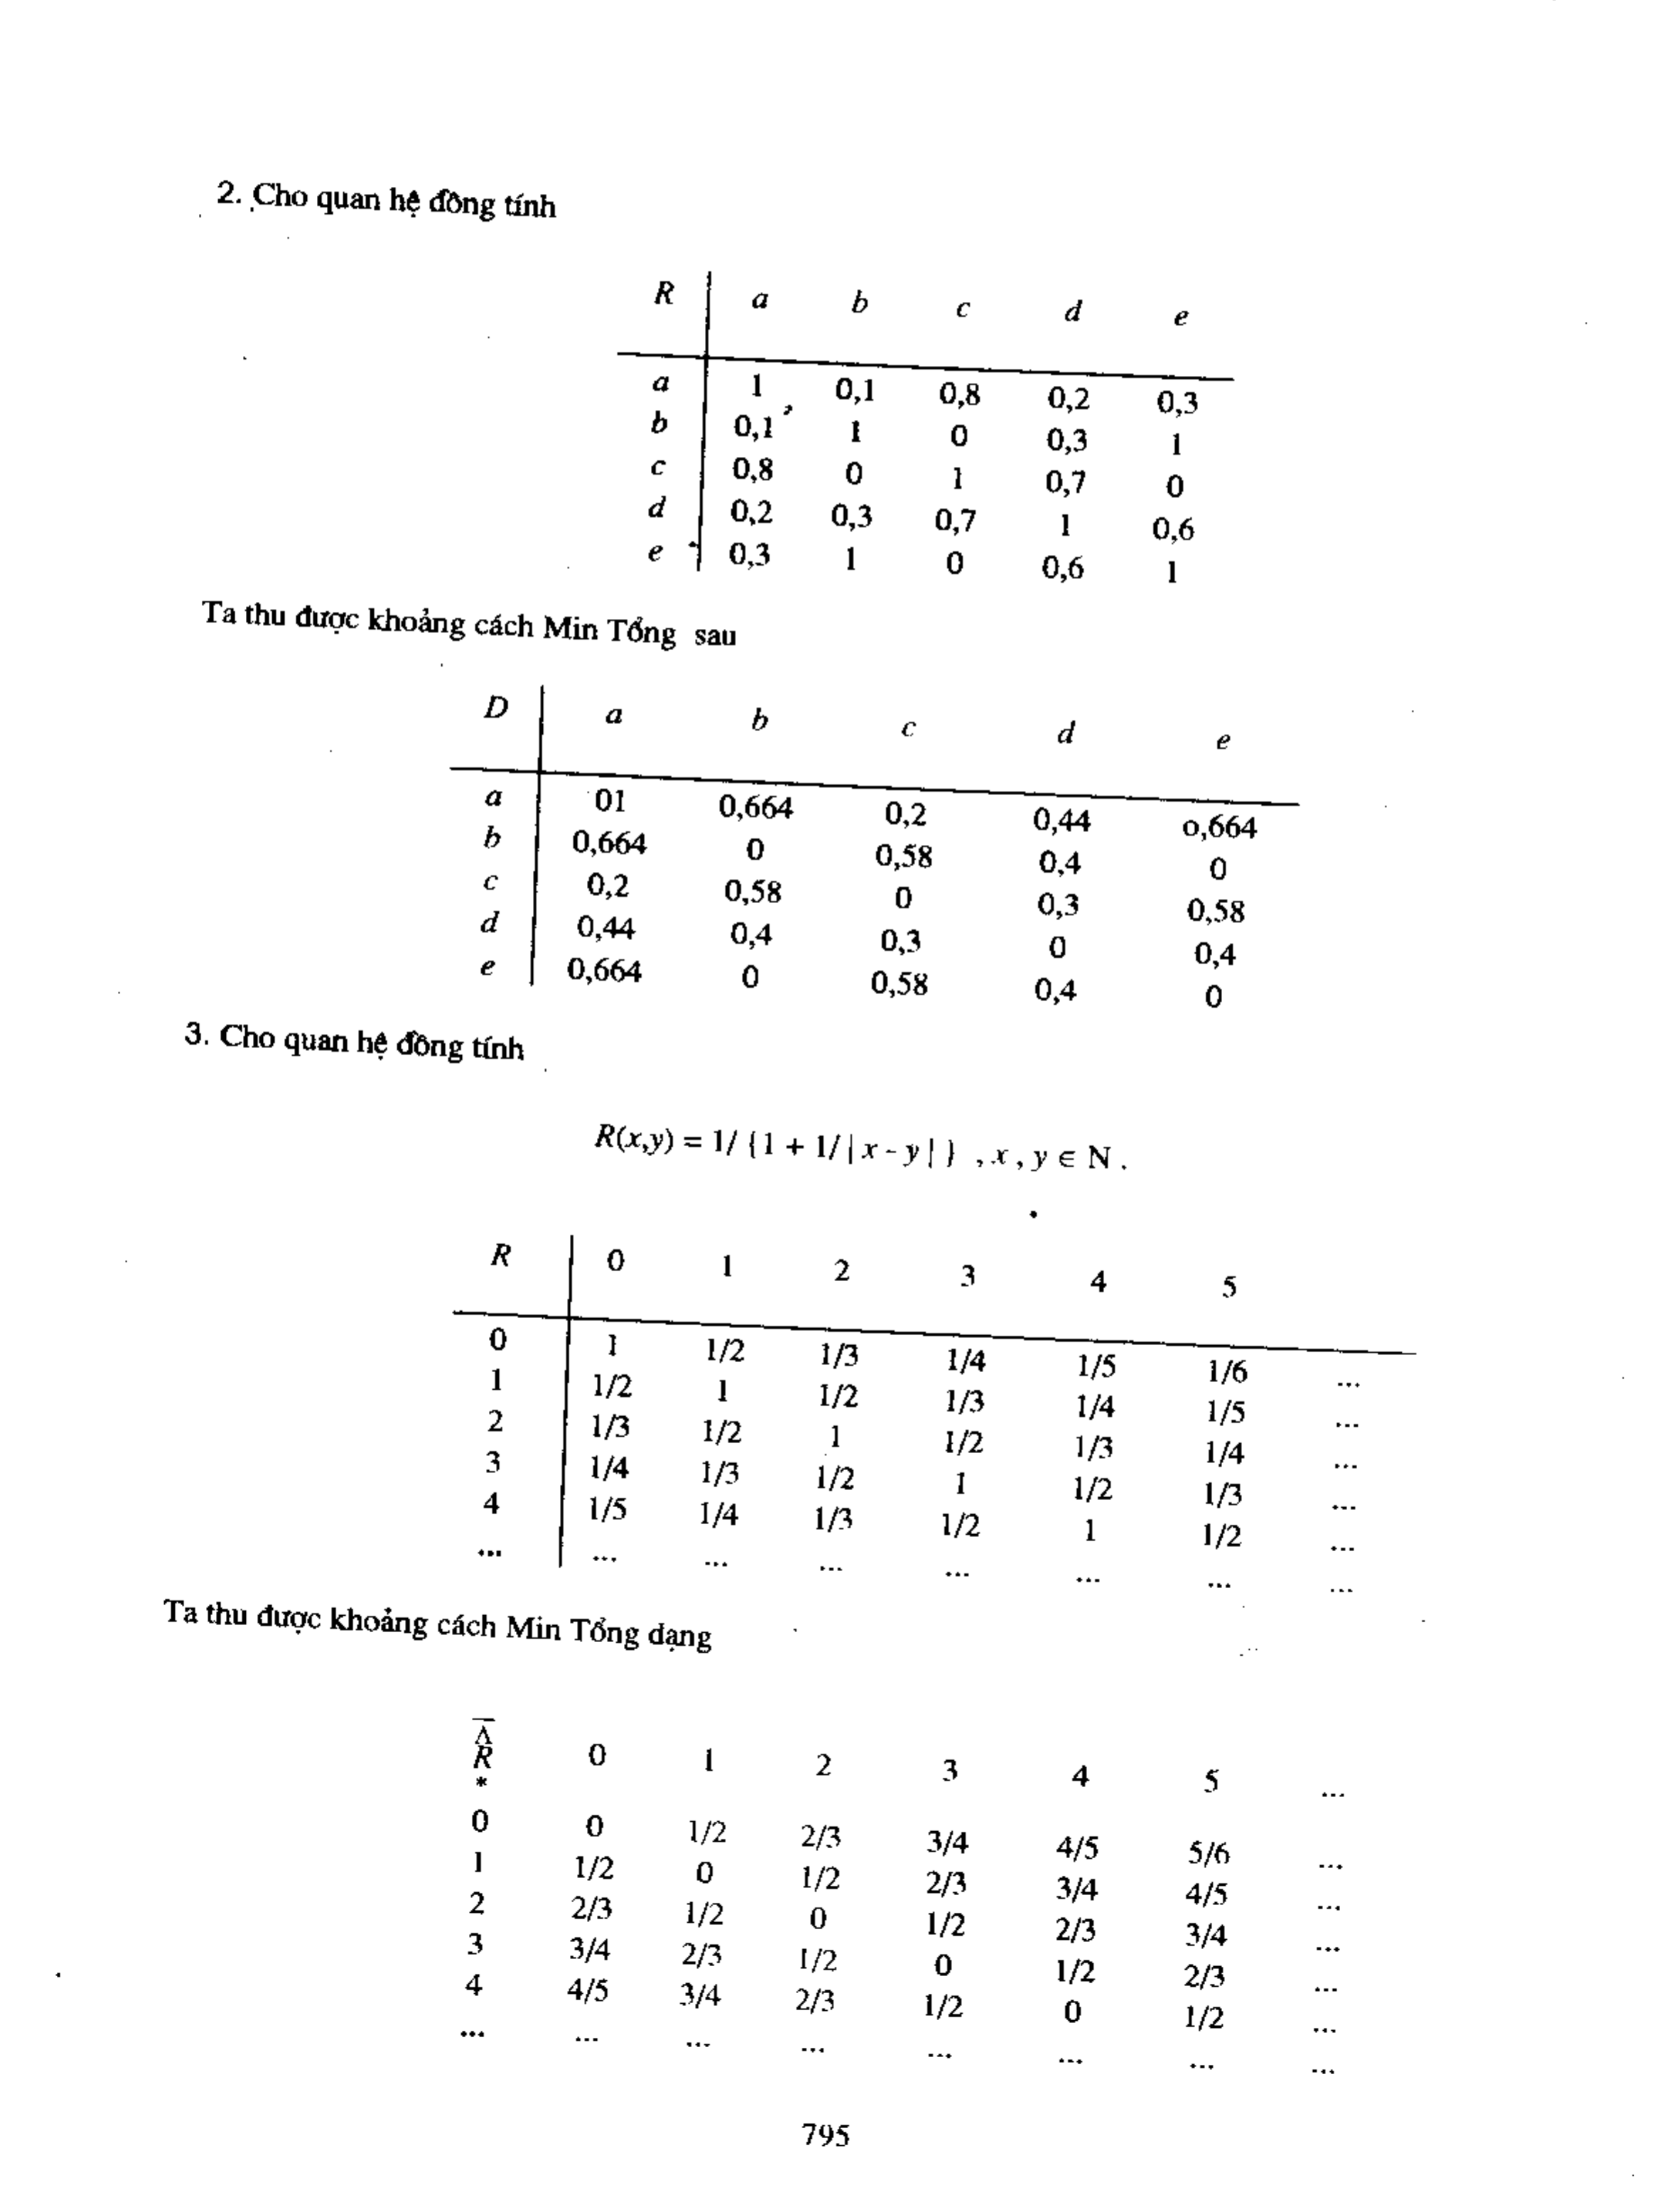 2. Cho quan hệ đồng tính
R a b c d e
a 1 0,1 0,8 0,2 0,3
b 0,1 1 0 0,3 1
c 0,8 0 1 0,7 0
d 0,2 0,3 0,7 1 0,6
e 0,3 1 0 0,6 1
Ta thu được khoảng cách Min Tổng sau
D a b c d e
a 01 0,664 0,2 0,44 o,664
b 0,664 0 0,58 0,4 0
c 0,2 0,58 0 0,3 0,58
d 0,44 0,4 0,3 0 0,4
e 0,664 0 0,58 0,4 0
3. Cho quan hệ đồng tính
R(x,y) = 1/ {1 + 1/ | x - y | } , x , y ∈ N .
R 0 1 2 3 4 5
0 1 1/2 1/3 1/4 1/5 1/6 ...
1 1/2 1 1/2 1/3 1/4 1/5 ...
2 1/3 1/2 1 1/2 1/3 1/4 ...
3 1/4 1/3 1/2 1 1/2 1/3 ...
4 1/5 1/4 1/3 1/2 1 1/2 ...
... ... ... ... ... ... ... ...
Ta thu được khoảng cách Min Tổng dạng
Λ
R 0 1 2 3 4 5 ...
*
0 0 1/2 2/3 3/4 4/5 5/6 ...
1 1/2 0 1/2 2/3 3/4 4/5 ...
2 2/3 1/2 0 1/2 2/3 3/4 ...
3 3/4 2/3 1/2 0 1/2 2/3 ...
4 4/5 3/4 2/3 1/2 0 1/2 ...
... ... ... ... ... ... ... ...
795